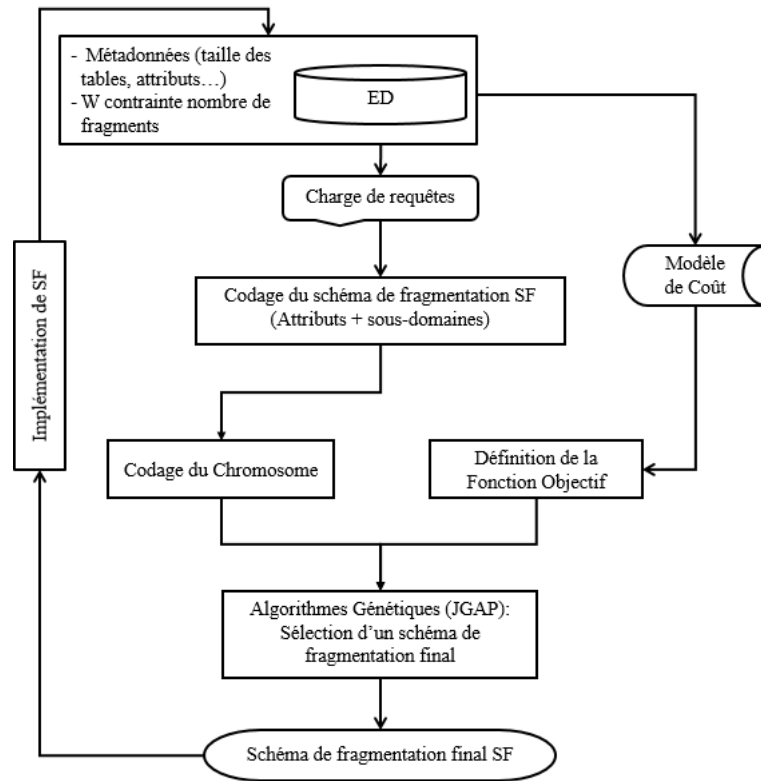 - Métadonnées (taille des
tables, attributs…)
- W contrainte nombre de
fragments
ED
Charge de requêtes
Codage du schéma de fragmentation SF
(Attributs + sous-domaines)
Modèle
de Coût
Implémentation de SF
Codage du Chromosome
Définition de la
Fonction Objectif
Algorithmes Génétiques (JGAP):
Sélection d’un schéma de
fragmentation final
Schéma de fragmentation final SF